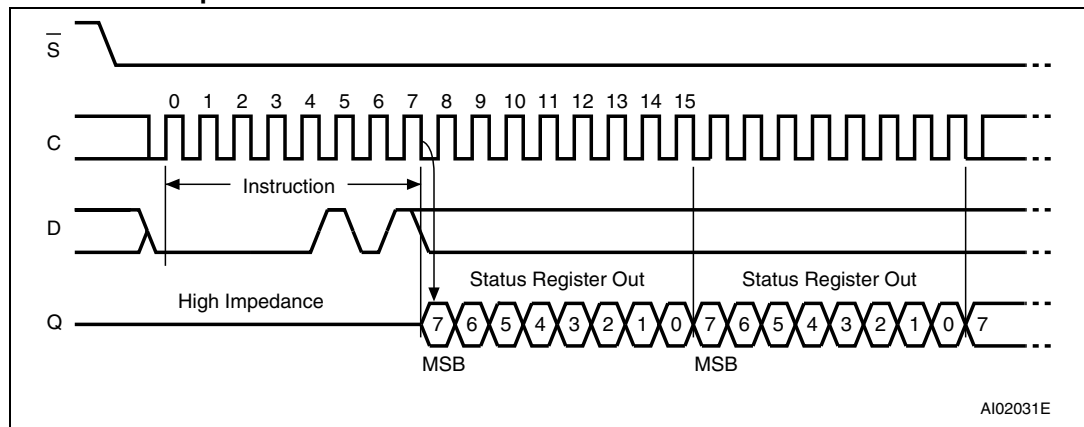 S
0 1 2 3 4 5 6 7 8 9 10 11 12 13 14 15
C
Instruction
D
Status Register Out Status Register Out
High Impedance
Q 7 6 5 4 3 2 1 0 7 6 5 4 3 2 1 0 7
MSB MSB
AI02031E